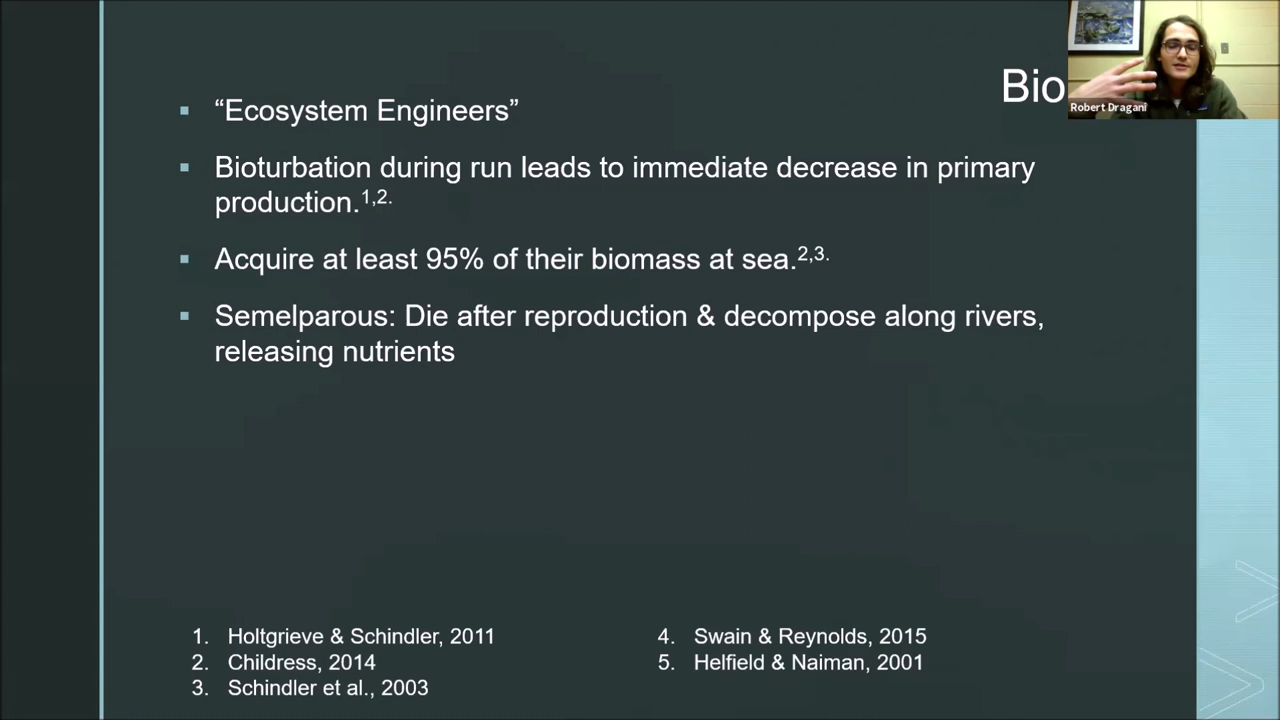 Bio
Robert Dragani
▪ “Ecosystem Engineers”
▪ Bioturbation during run leads to immediate decrease in primary
production.1,2.
▪ Acquire at least 95% of their biomass at sea.2,3.
▪ Semelparous: Die after reproduction & decompose along rivers,
releasing nutrients
1. Holtgrieve & Schindler, 2011
2. Childress, 2014
3. Schindler et al., 2003
4. Swain & Reynolds, 2015
5. Helfield & Naiman, 2001